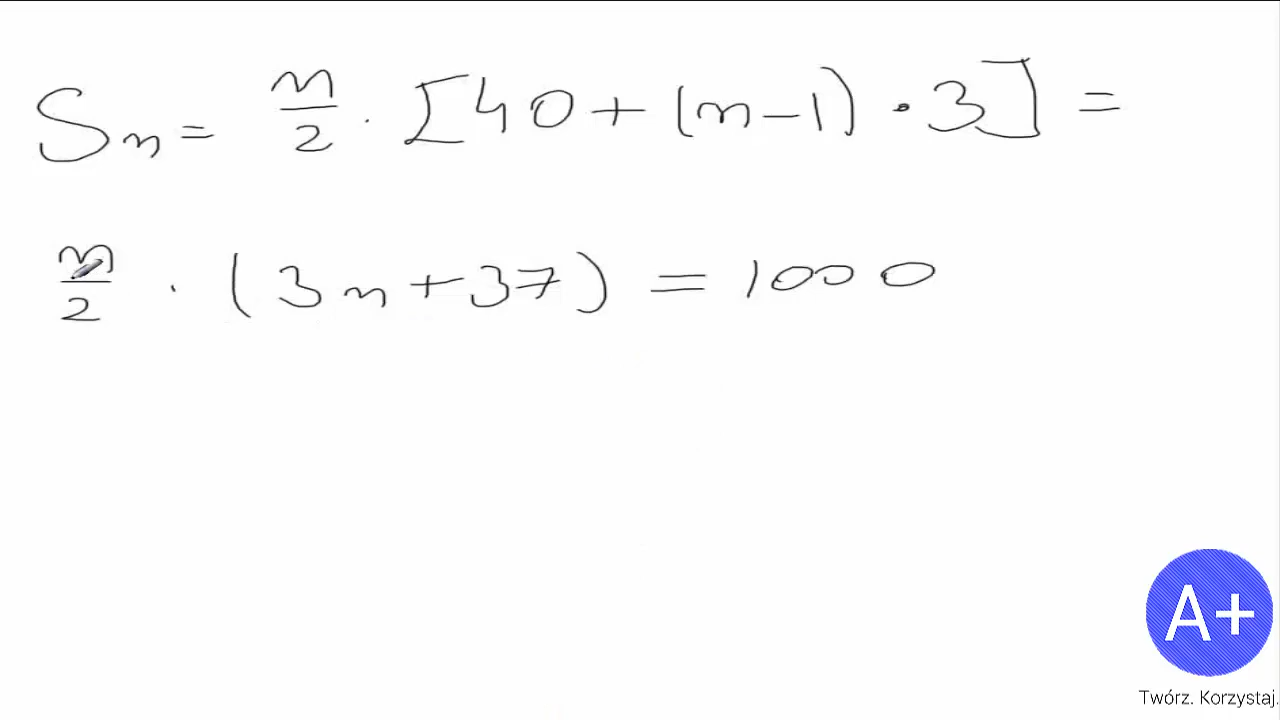 Sn = n/2 · [40 + (n-1) · 3] =
n/2 · (3n + 37) = 1000
A+
Twórz. Korzystaj.